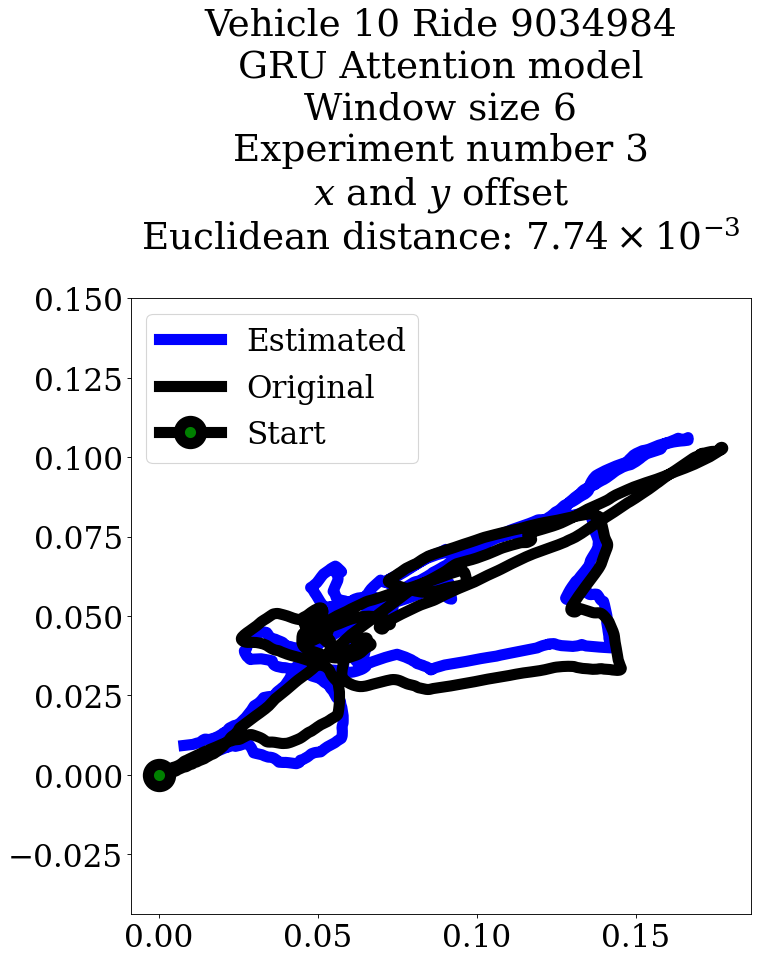 Vehicle 10 Ride 9034984
GRU Attention model
Window size 6
Experiment number 3
x and y offset
Euclidean distance: 7.74 × 10⁻³
0.150
Estimated
0.125
Original
Start
0.100
0.075
0.050
0.025
0.000
−0.025
0.00 0.05 0.10 0.15